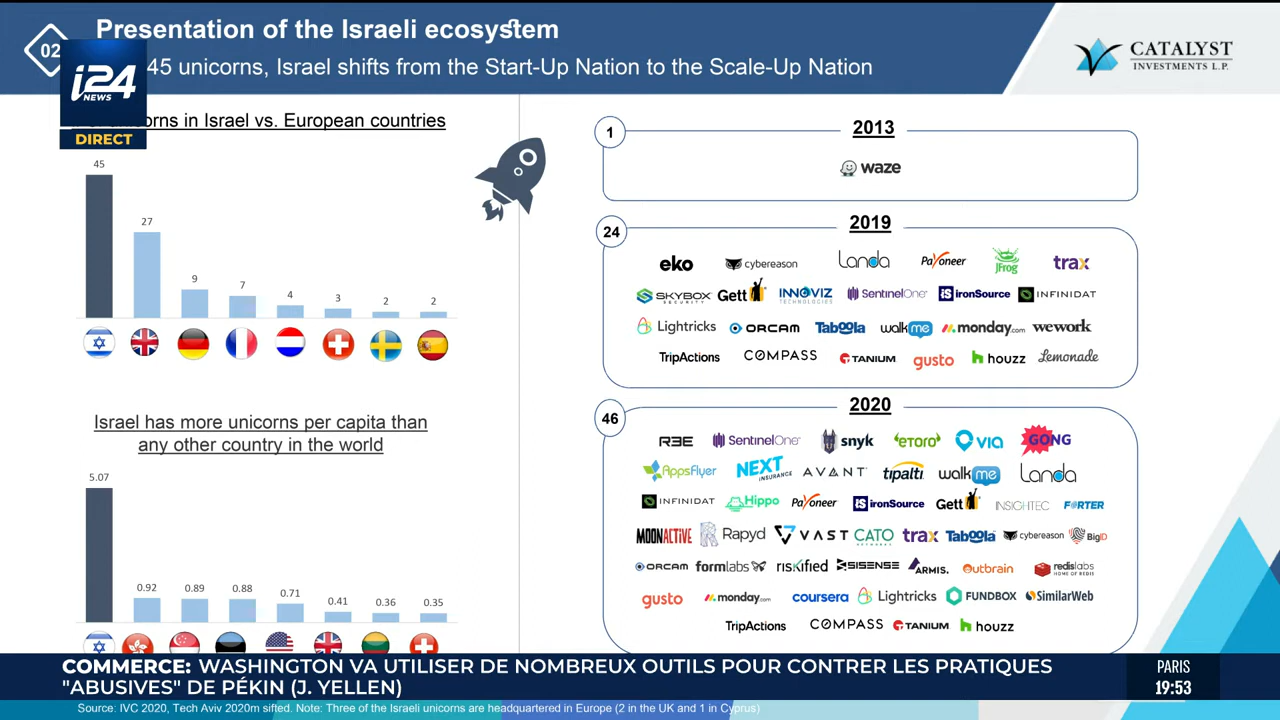 Presentation of the Israeli ecosystem
02
45 unicorns, Israel shifts from the Start-Up Nation to the Scale-Up Nation
CATALYST
INVESTMENTS L.P.
i24
NEWS
DIRECT
in Israel vs. European countries
45
27
9
7
4
3
2
2
Israel has more unicorns per capita than
any other country in the world
5.07
0.92
0.89
0.88
0.71
0.41
0.36
0.35
1
2013
waze
24
2019
eko cybereason Landa Payoneer JFrog trax
SKYBOX SECURITY Gett INNOVIZ TECHNOLOGIES SentinelOne ironSource INFINIDAT
Lightricks ORCAM Taboola walkme monday.com wework
TripActions COMPASS TANIUM gusto houzz Lemonade
46
2020
REE SentinelOne snyk eToro via GONG
AppsFlyer NEXT INSURANCE AVANT tipalti walkme Landa
INFINIDAT Hippo Payoneer ironSource Gett INSIGHTEC FORTER
MOONACTIVE Rapyd VAST CATO NETWORKS trax Taboola cybereason BigID
ORCAM formlabs riskified SISENSE ARMIS. Outbrain redislabs HOME OF REDIS
gusto monday.com coursera Lightricks FUNDBOX SimilarWeb
TripActions COMPASS TANIUM houzz
COMMERCE: WASHINGTON VA UTILISER DE NOMBREUX OUTILS POUR CONTRER LES PRATIQUES
"ABUSIVES" DE PÉKIN (J. YELLEN)
PARIS
19:53
Source: IVC 2020, Tech Aviv 2020m sifted. Note: Three of the Israeli unicorns are headquartered in Europe (2 in the UK and 1 in Cyprus)